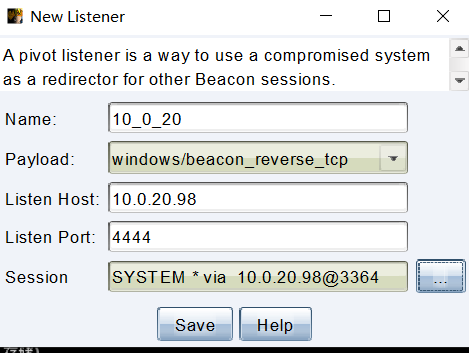 New Listener
A pivot listener is a way to use a compromised system
as a redirector for other Beacon sessions.
Name: 10_0_20
Payload: windows/beacon_reverse_tcp
Listen Host: 10.0.20.98
Listen Port: 4444
Session SYSTEM * via 10.0.20.98@3364 ...
Save Help